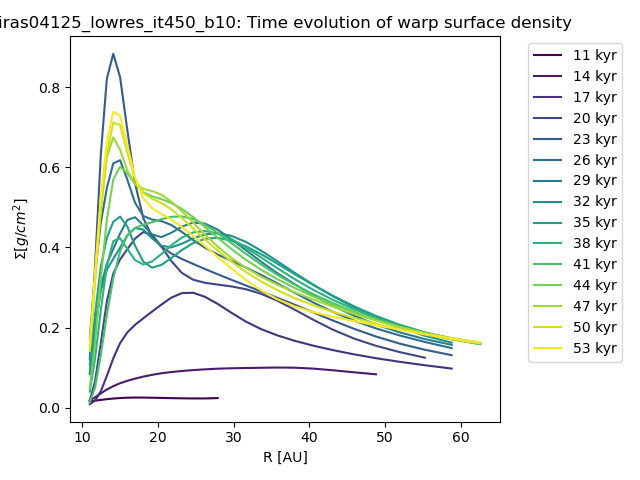 iras04125_lowres_it450_b10: Time evolution of warp surface density
Σ[g/cm²]
0.8
0.6
0.4
0.2
0.0
10 20 30 40 50 60
R [AU]
11 kyr
14 kyr
17 kyr
20 kyr
23 kyr
26 kyr
29 kyr
32 kyr
35 kyr
38 kyr
41 kyr
44 kyr
47 kyr
50 kyr
53 kyr